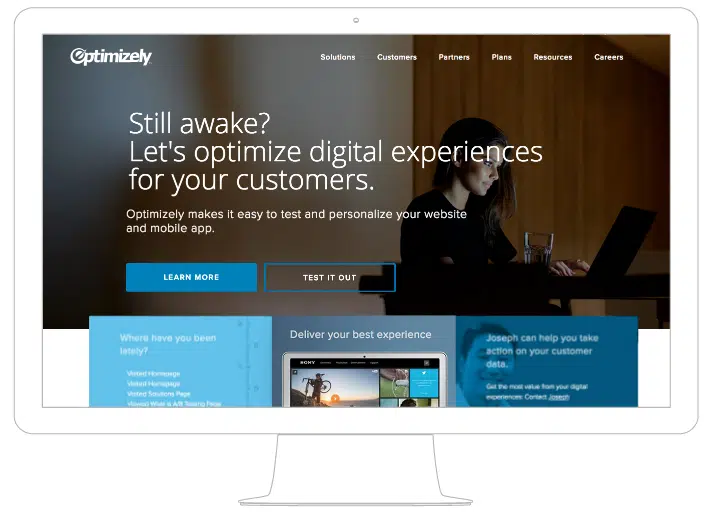 Optimizely
Solutions Customers Partners Plans Resources Careers
Still awake?
Let's optimize digital experiences
for your customers.
Optimizely makes it easy to test and personalize your website
and mobile app.
LEARN MORE
TEST IT OUT
Where have you been
lately?
Visited Homepage
Visited Homepage
Visited Solutions Page
Viewed What is A/B Testing Page
Deliver your best experience
SONY
Joseph can help you take
action on your customer
data.
Get the most value from your digital
experiences: Contact Joseph